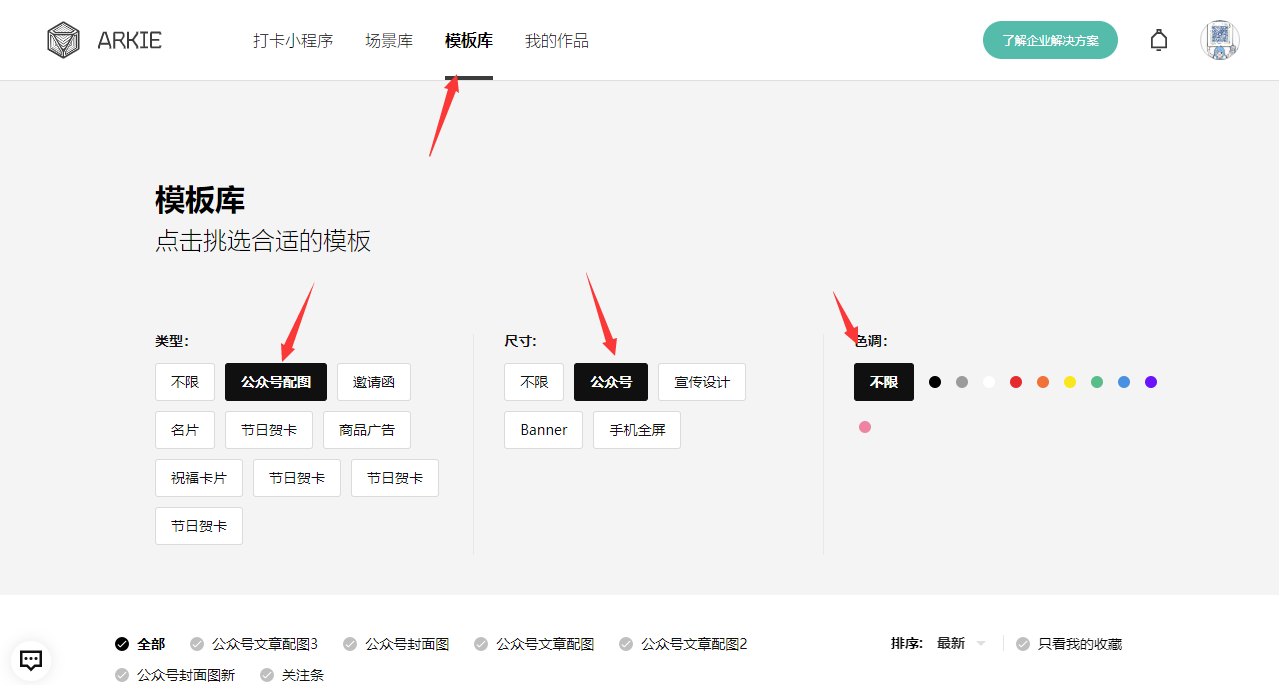 ARKIE 打卡小程序 场景库 模板库 我的作品 了解企业解决方案
模板库
点击挑选合适的模板
类型：
不限 公众号配图 邀请函
名片 节日贺卡 商品广告
祝福卡片 节日贺卡 节日贺卡
节日贺卡
尺寸：
不限 公众号 宣传设计
Banner 手机全屏
色调：
不限
全部 公众号文章配图3 公众号封面图 公众号文章配图 公众号文章配图2
公众号封面图新 关注条
排序： 最新 只看我的收藏